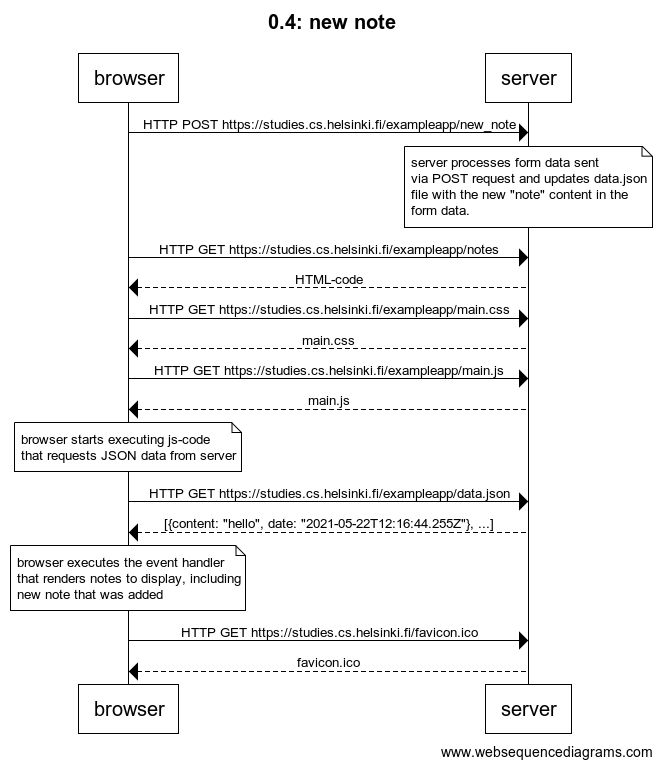 0.4: new note
browser
server
HTTP POST https://studies.cs.helsinki.fi/exampleapp/new_note
server processes form data sent
via POST request and updates data.json
file with the new "note" content in the
form data.
HTTP GET https://studies.cs.helsinki.fi/exampleapp/notes
HTML-code
HTTP GET https://studies.cs.helsinki.fi/exampleapp/main.css
main.css
HTTP GET https://studies.cs.helsinki.fi/exampleapp/main.js
main.js
browser starts executing js-code
that requests JSON data from server
HTTP GET https://studies.cs.helsinki.fi/exampleapp/data.json
[{content: "hello", date: "2021-05-22T12:16:44.255Z"}, ...]
browser executes the event handler
that renders notes to display, including
new note that was added
HTTP GET https://studies.cs.helsinki.fi/favicon.ico
favicon.ico
browser
server
www.websequencediagrams.com